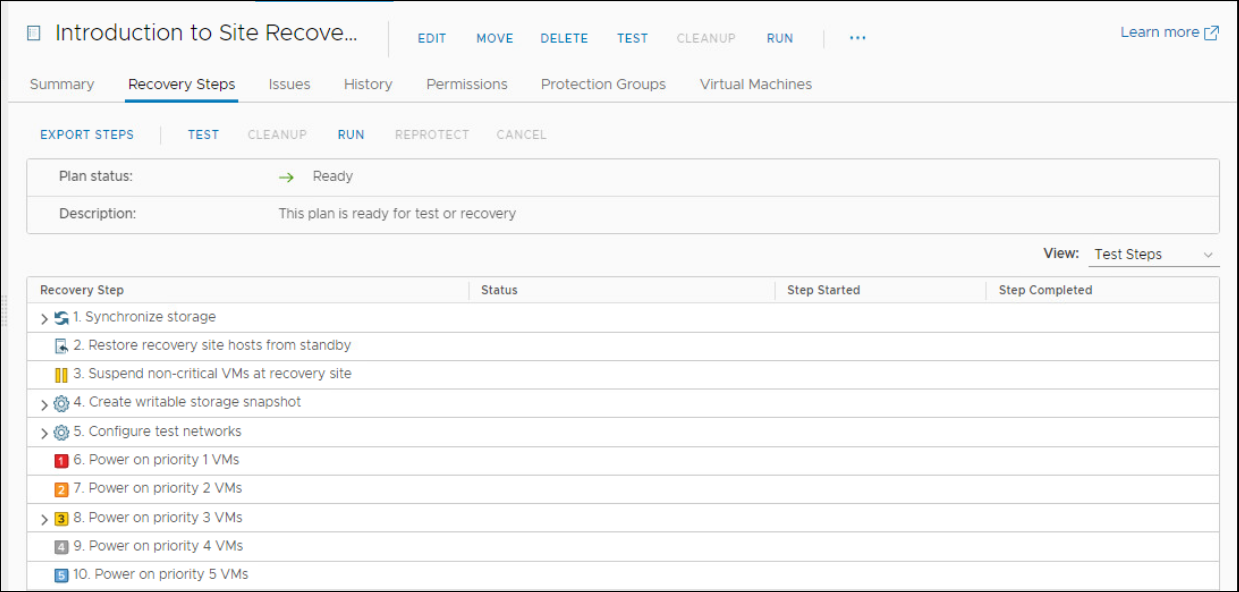 Introduction to Site Recove... EDIT MOVE DELETE TEST CLEANUP RUN ... Learn more
Summary Recovery Steps Issues History Permissions Protection Groups Virtual Machines
EXPORT STEPS TEST CLEANUP RUN REPROTECT CANCEL
Plan status: Ready
Description: This plan is ready for test or recovery
View: Test Steps
Recovery Step Status Step Started Step Completed
1. Synchronize storage
2. Restore recovery site hosts from standby
3. Suspend non-critical VMs at recovery site
4. Create writable storage snapshot
5. Configure test networks
1 6. Power on priority 1 VMs
2 7. Power on priority 2 VMs
3 8. Power on priority 3 VMs
4 9. Power on priority 4 VMs
5 10. Power on priority 5 VMs